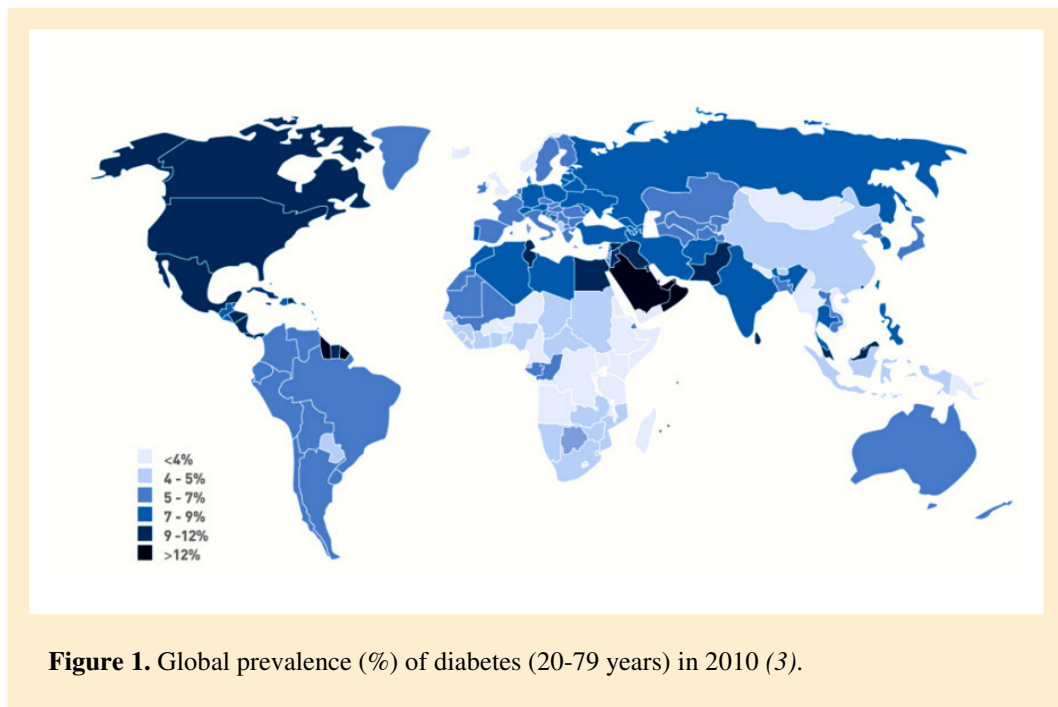 <4%
4 - 5%
5 - 7%
7 - 9%
9 -12%
>12%
Figure 1. Global prevalence (%) of diabetes (20-79 years) in 2010 (3).